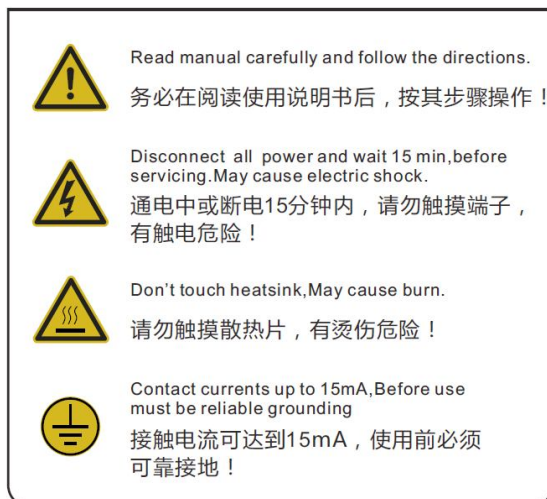 Read manual carefully and follow the directions.
务必在阅读使用说明书后，按其步骤操作！
Disconnect all power and wait 15 min,before
servicing.May cause electric shock.
通电中或断电15分钟内，请勿触摸端子，
有触电危险！
Don't touch heatsink,May cause burn.
请勿触摸散热片，有烫伤危险！
Contact currents up to 15mA,Before use
must be reliable grounding
接触电流可达到15mA，使用前必须
可靠接地！